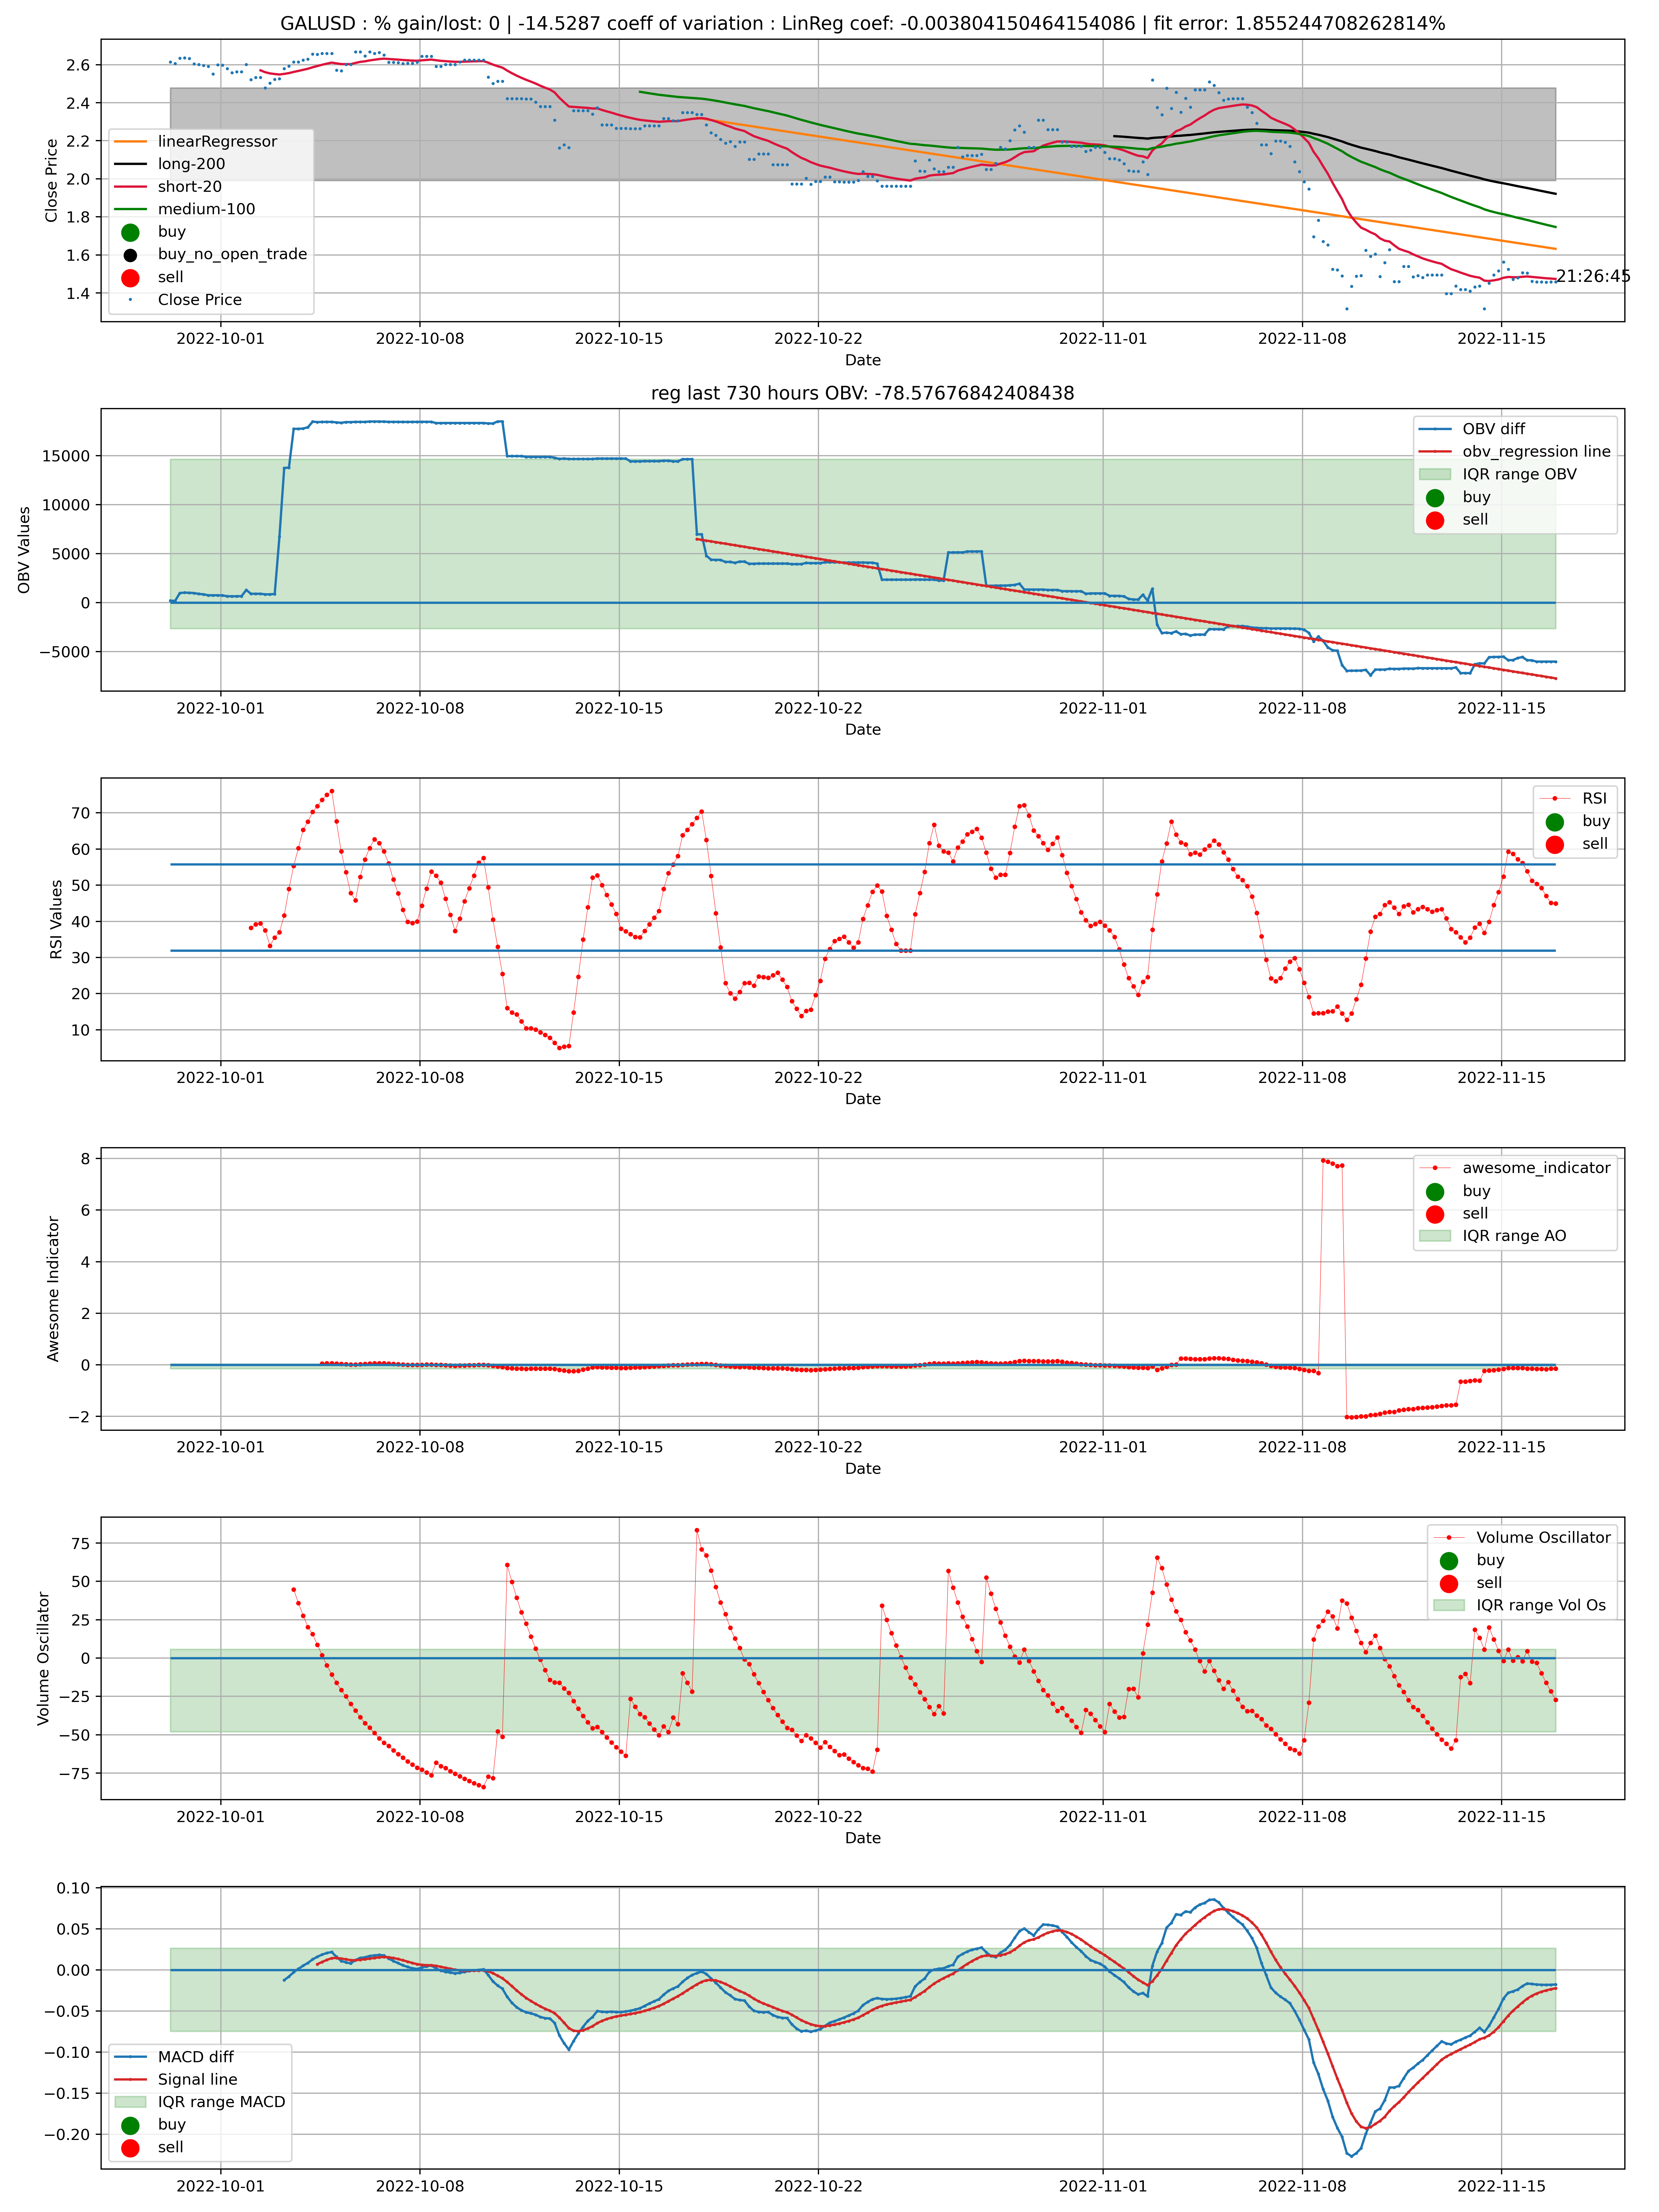 GALUSD : % gain/lost: 0 | -14.5287 coeff of variation : LinReg coef: -0.003804150464154086 | fit error: 1.855244708262814%
2.6
2.4
2.2
2.0
1.8
1.6
1.4
Close Price
linearRegressor
long-200
short-20
medium-100
buy
buy_no_open_trade
sell
Close Price
21:26:45
2022-10-01 2022-10-08 2022-10-15 2022-10-22 2022-11-01 2022-11-08 2022-11-15
Date
reg last 730 hours OBV: -78.57676842408438
15000
10000
5000
0
−5000
OBV Values
OBV diff
obv_regression line
IQR range OBV
buy
sell
2022-10-01 2022-10-08 2022-10-15 2022-10-22 2022-11-01 2022-11-08 2022-11-15
Date
70
60
50
40
30
20
10
RSI Values
RSI
buy
sell
2022-10-01 2022-10-08 2022-10-15 2022-10-22 2022-11-01 2022-11-08 2022-11-15
Date
8
6
4
2
0
−2
Awesome Indicator
awesome_indicator
buy
sell
IQR range AO
2022-10-01 2022-10-08 2022-10-15 2022-10-22 2022-11-01 2022-11-08 2022-11-15
Date
75
50
25
0
−25
−50
−75
Volume Oscillator
Volume Oscillator
buy
sell
IQR range Vol Os
2022-10-01 2022-10-08 2022-10-15 2022-10-22 2022-11-01 2022-11-08 2022-11-15
Date
0.10
0.05
0.00
−0.05
−0.10
−0.15
−0.20
MACD diff
Signal line
IQR range MACD
buy
sell
2022-10-01 2022-10-08 2022-10-15 2022-10-22 2022-11-01 2022-11-08 2022-11-15